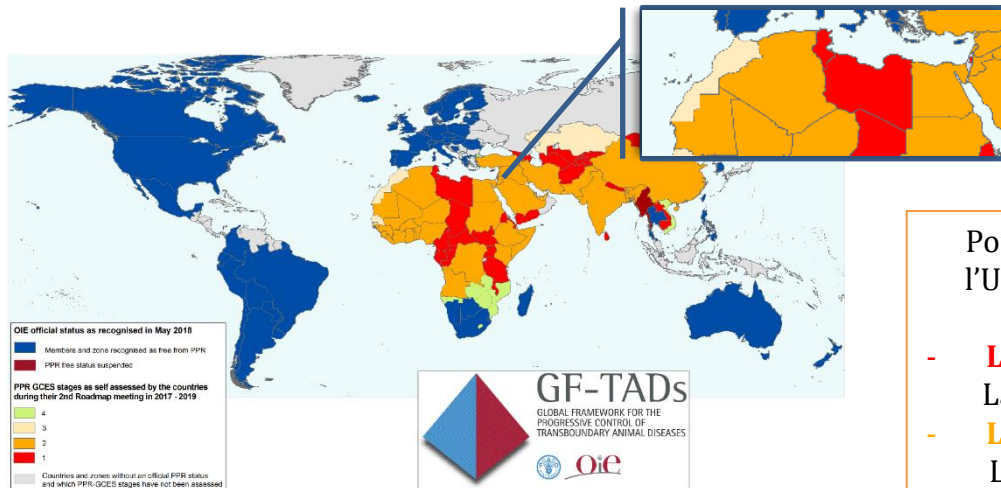 OIE official status as recognised in May 2018
Members and zone recognised as free from PPR
PPR free status suspended
PPR GCES stages as self assessed by the countries
during their 2nd Roadmap meeting in 2017 - 2019
4
3
2
1
Countries and zones without an official PPR status
and which PPR-GCES stages have not been assessed
GF-TADs
GLOBAL FRAMEWORK FOR THE
PROGRESSIVE CONTROL OF
TRANSBOUNDARY ANIMAL DISEASES
Oie
Po
l'U
- L
La
- L
L